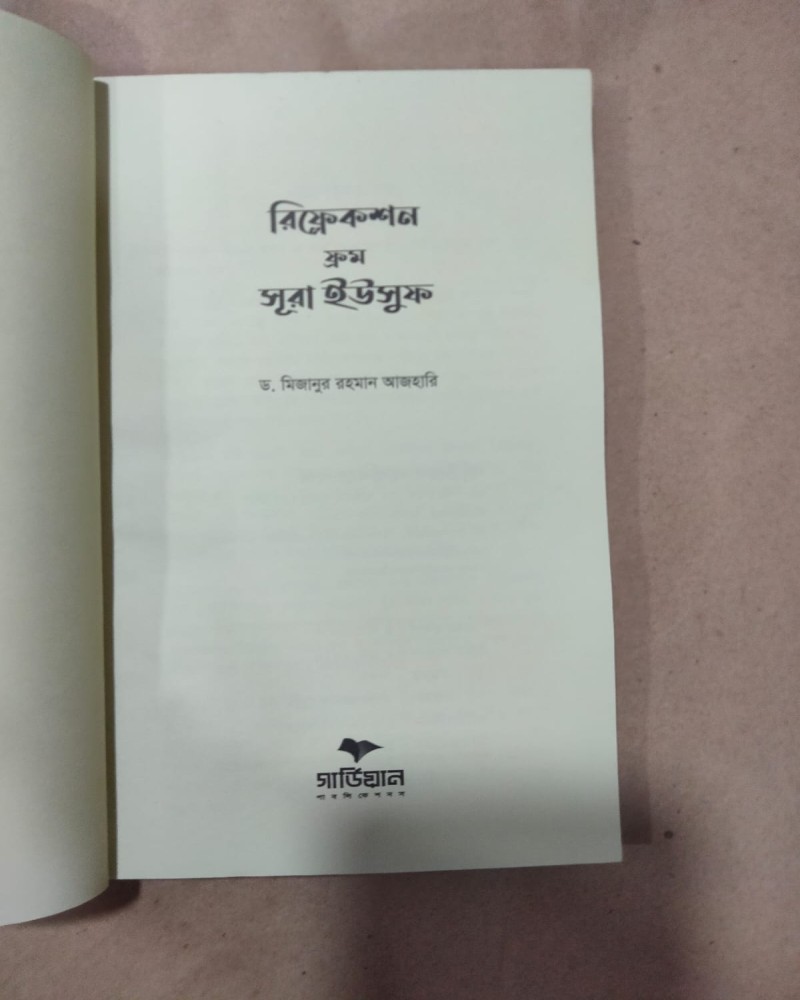 রিফ্লেকশন
ফ্রম
সূরা ইউসুফ
ড. মিজানুর রহমান আজহারি
গার্ডিয়ান
পাবলিকেশনস